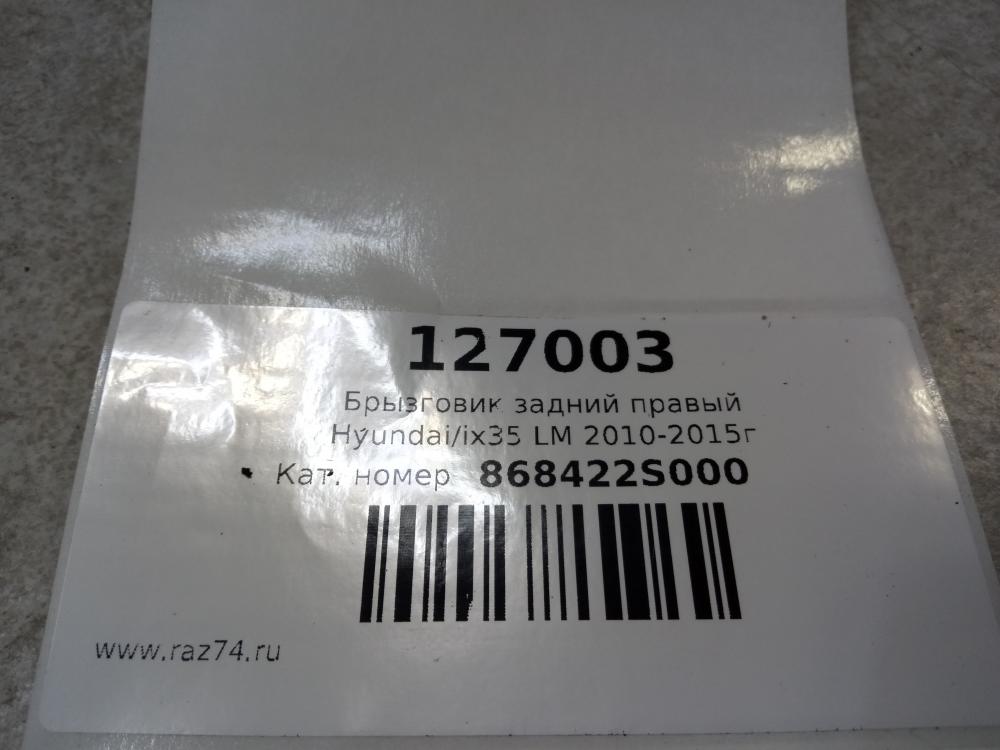 127003
Брызговик задний правый
Hyundai/ix35 LM 2010-2015г
Кат. номер 868422S000
www.raz74.ru